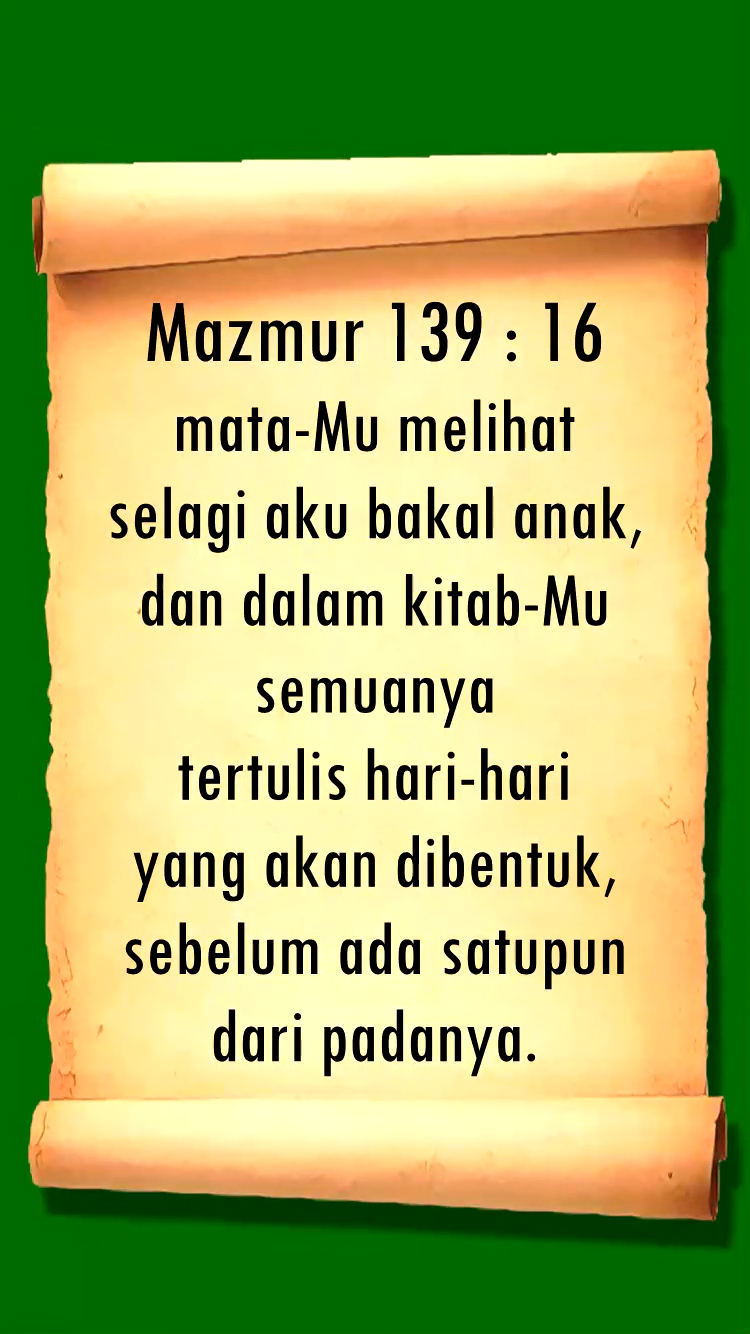 Mazmur 139 : 16
mata-Mu melihat
selagi aku bakal anak,
dan dalam kitab-Mu
semuanya
tertulis hari-hari
yang akan dibentuk,
sebelum ada satupun
dari padanya.